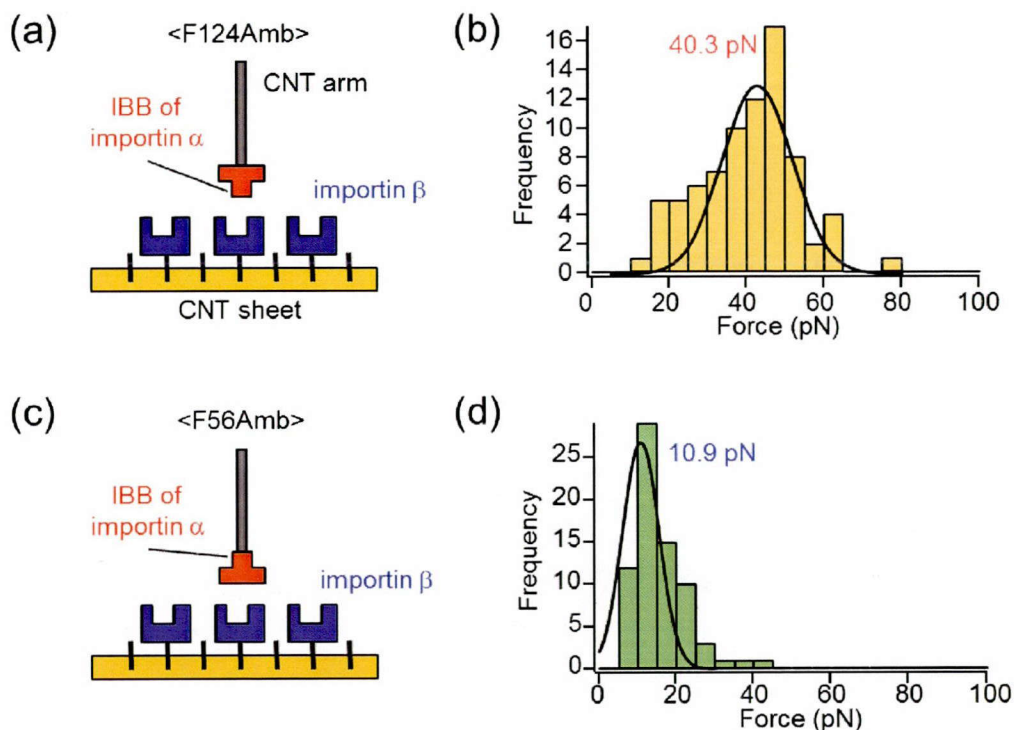 (a)
<F124Amb>
CNT arm
IBB of
importin α
importin β
CNT sheet
(b)
40.3 pN
Frequency
16
14
12
10
8
6
4
2
0
0 20 40 60 80 100
Force (pN)
(c)
<F56Amb>
IBB of
importin α
importin β
(d)
10.9 pN
Frequency
25
20
15
10
5
0
0 20 40 60 80 100
Force (pN)